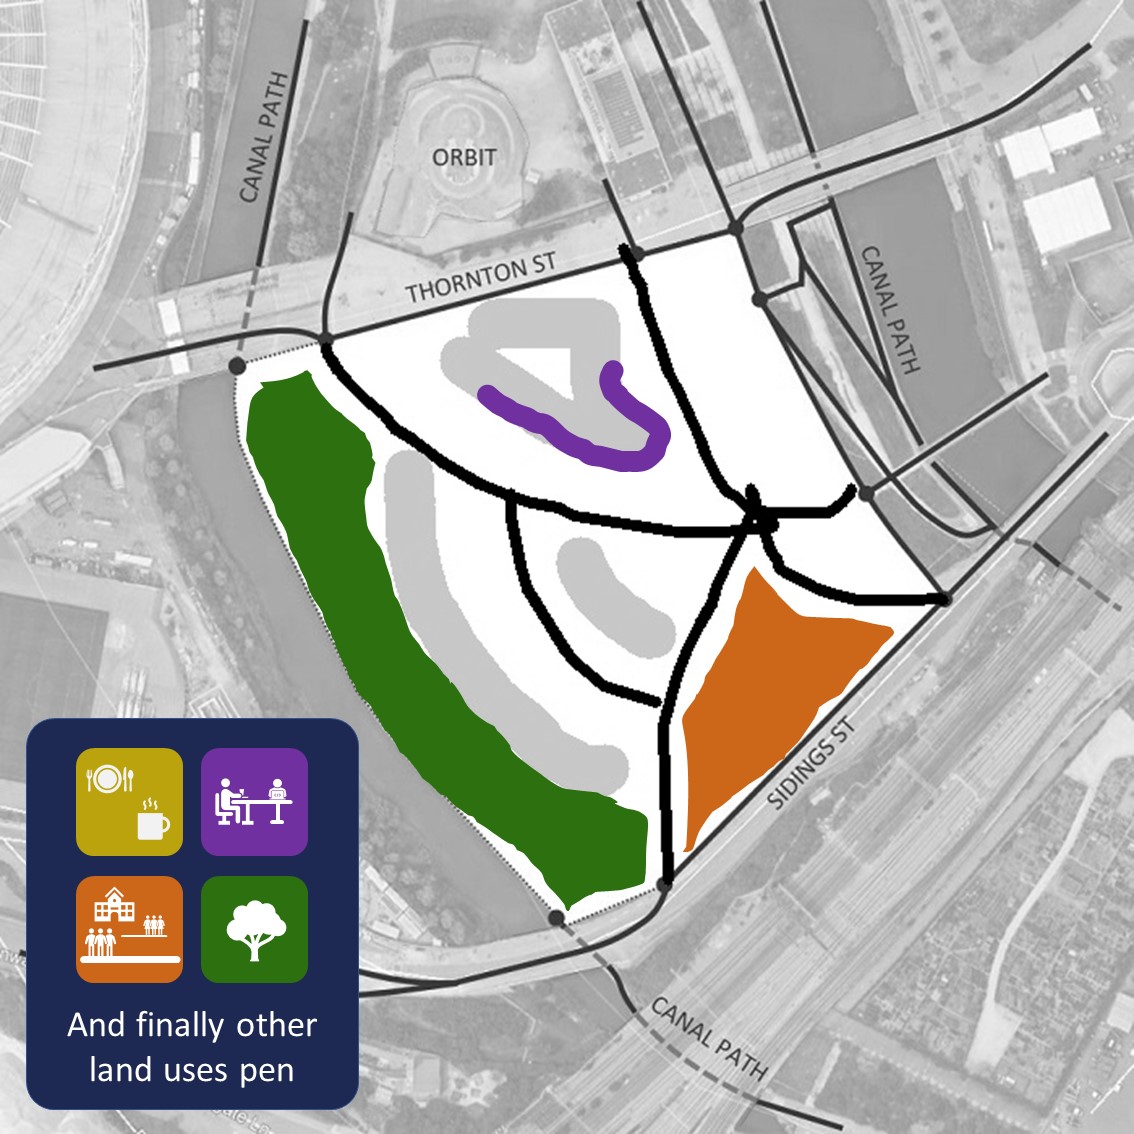 CANAL PATH
ORBIT
THORNTON ST
CANAL PATH
SIDINGS ST
And finally other
land uses pen
CANAL PATH